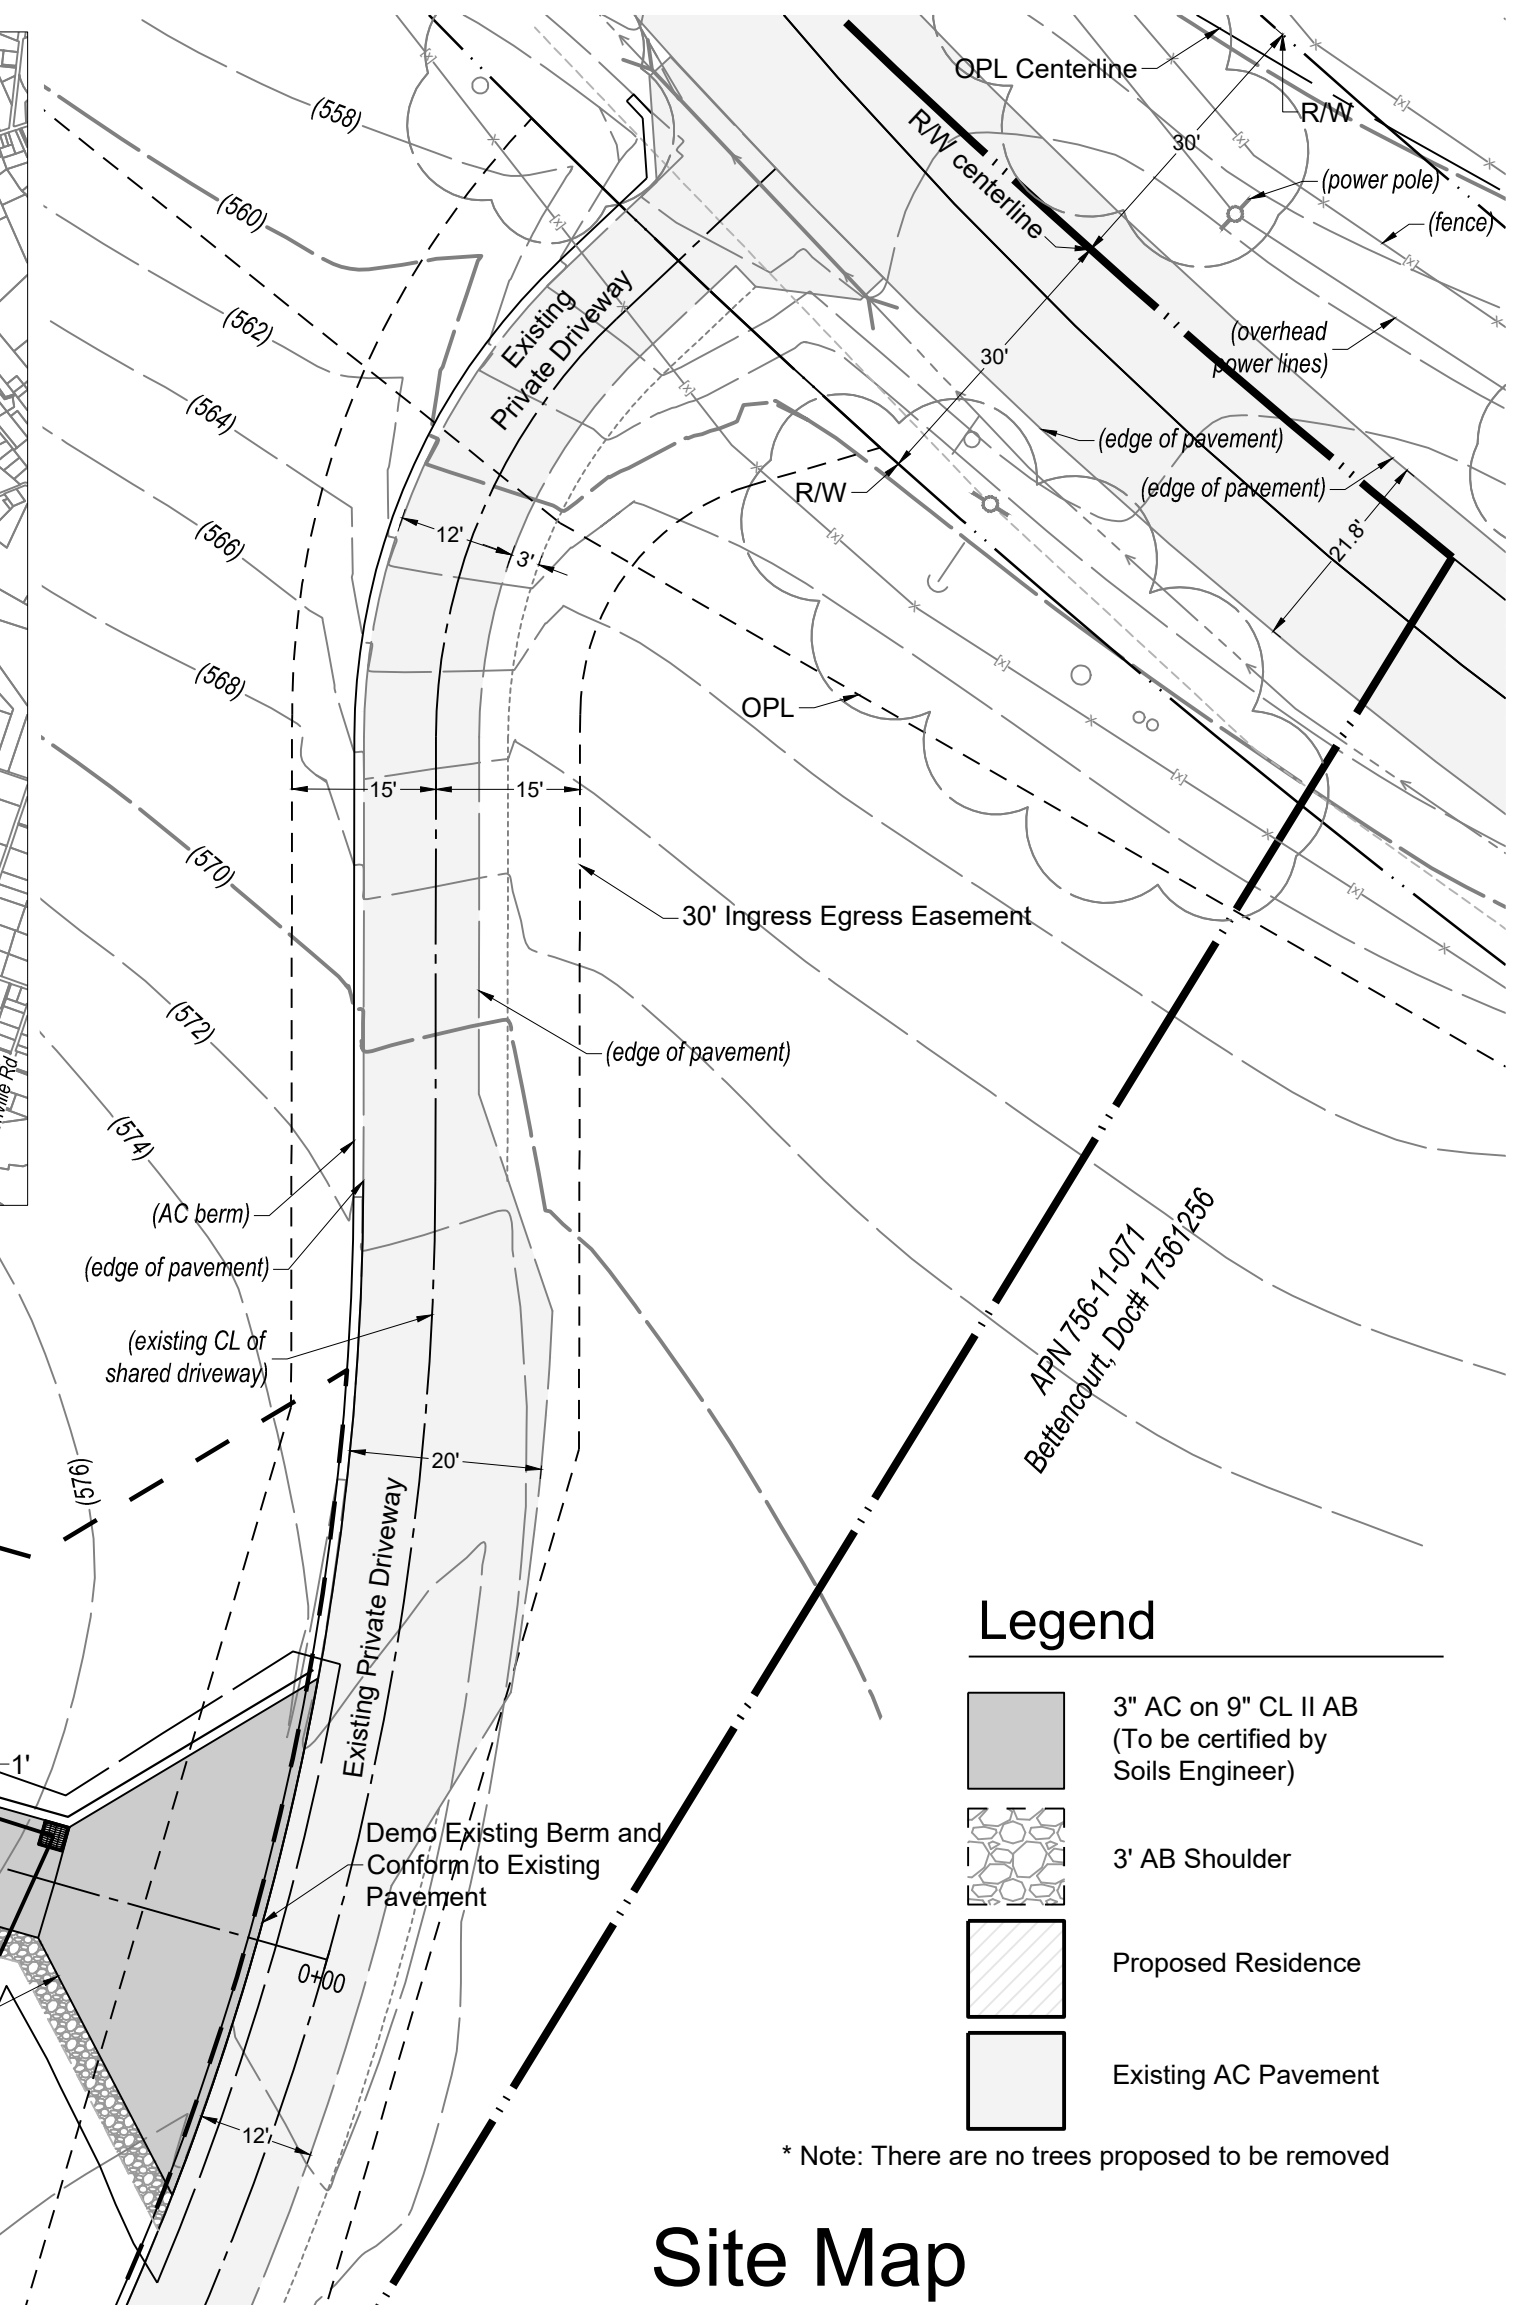 OPL Centerline
R/W
30'
R/W centerline
(power pole)
(fence)
(558)
(560)
(562)
(564)
(566)
(568)
(570)
(572)
(574)
(576)
Existing
Private Driveway
30'
(overhead
power lines)
(edge of pavement)
(edge of pavement)
R/W
21.8'
12'
3'
OPL
15'
15'
30' Ingress Egress Easement
(edge of pavement)
(AC berm)
(edge of pavement)
(existing CL of
shared driveway)
APN 756-11-071
Bettencourt, Doc# 17561256
20'
Existing Private Driveway
1'
Demo Existing Berm and
Conform to Existing
Pavement
0+00
12'
Legend
3" AC on 9" CL II AB
(To be certified by
Soils Engineer)
3' AB Shoulder
Proposed Residence
Existing AC Pavement
* Note: There are no trees proposed to be removed
Site Map